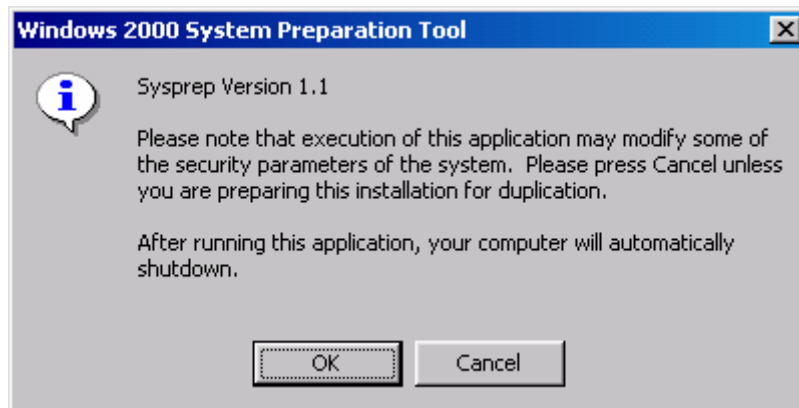 Windows 2000 System Preparation Tool
Sysprep Version 1.1
Please note that execution of this application may modify some of
the security parameters of the system.  Please press Cancel unless
you are preparing this installation for duplication.
After running this application, your computer will automatically
shutdown.
OK
Cancel